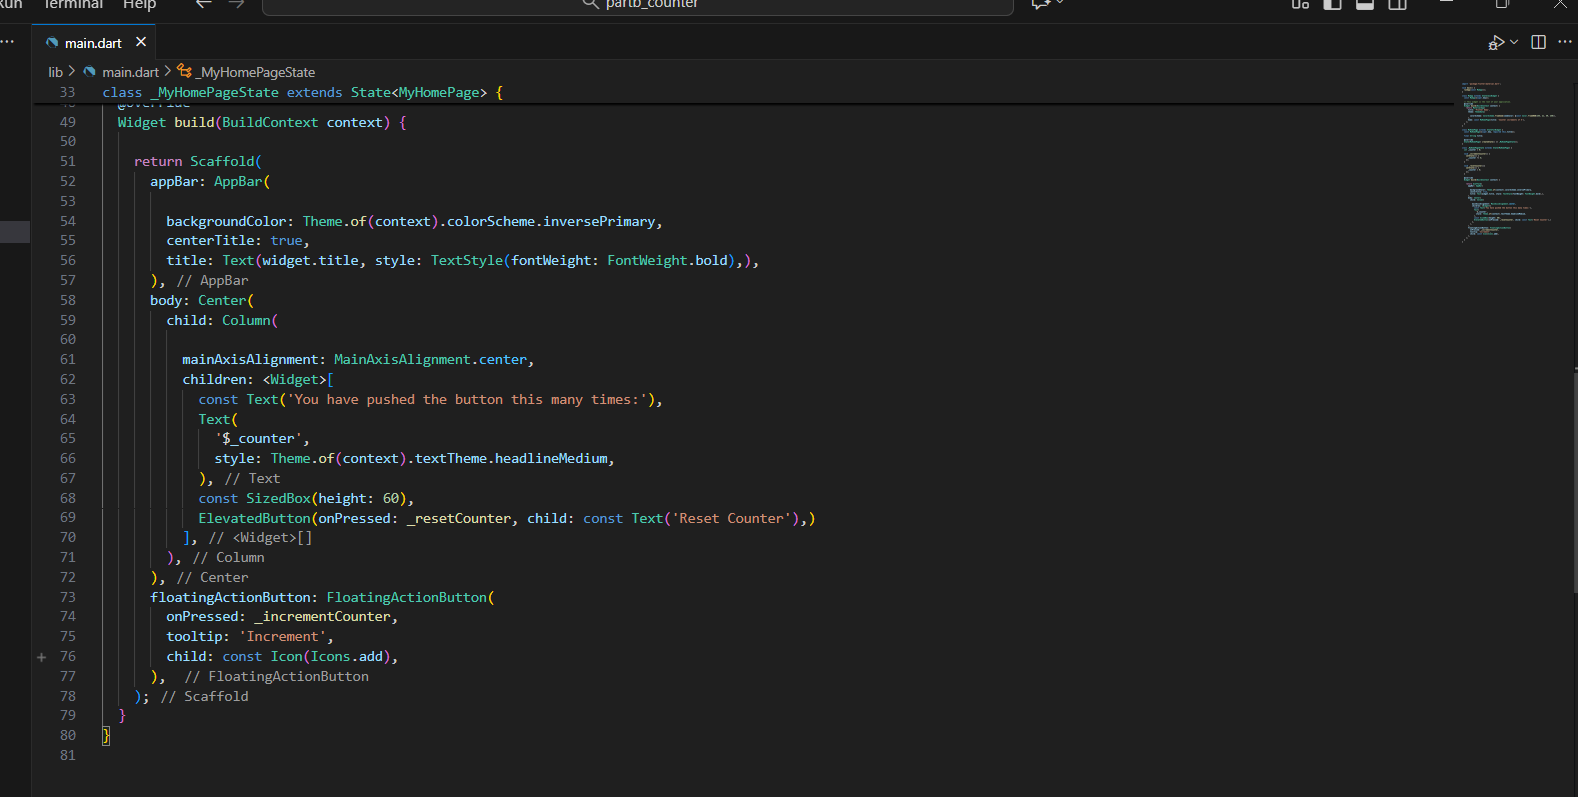 Terminal Help
partb_counter
main.dart
lib > main.dart > _MyHomePageState
33 class _MyHomePageState extends State<MyHomePage> {
49 Widget build(BuildContext context) {
50
51 return Scaffold(
52 appBar: AppBar(
53
54 backgroundColor: Theme.of(context).colorScheme.inversePrimary,
55 centerTitle: true,
56 title: Text(widget.title, style: TextStyle(fontWeight: FontWeight.bold),),
57 ), // AppBar
58 body: Center(
59 child: Column(
60
61 mainAxisAlignment: MainAxisAlignment.center,
62 children: <Widget>[
63 const Text('You have pushed the button this many times:'),
64 Text(
65 '$_counter',
66 style: Theme.of(context).textTheme.headlineMedium,
67 ), // Text
68 const SizedBox(height: 60),
69 ElevatedButton(onPressed: _resetCounter, child: const Text('Reset Counter'),)
70 ], // <Widget>[]
71 ), // Column
72 ), // Center
73 floatingActionButton: FloatingActionButton(
74 onPressed: _incrementCounter,
75 tooltip: 'Increment',
76 child: const Icon(Icons.add),
77 ), // FloatingActionButton
78 ); // Scaffold
79 }
80 }
81